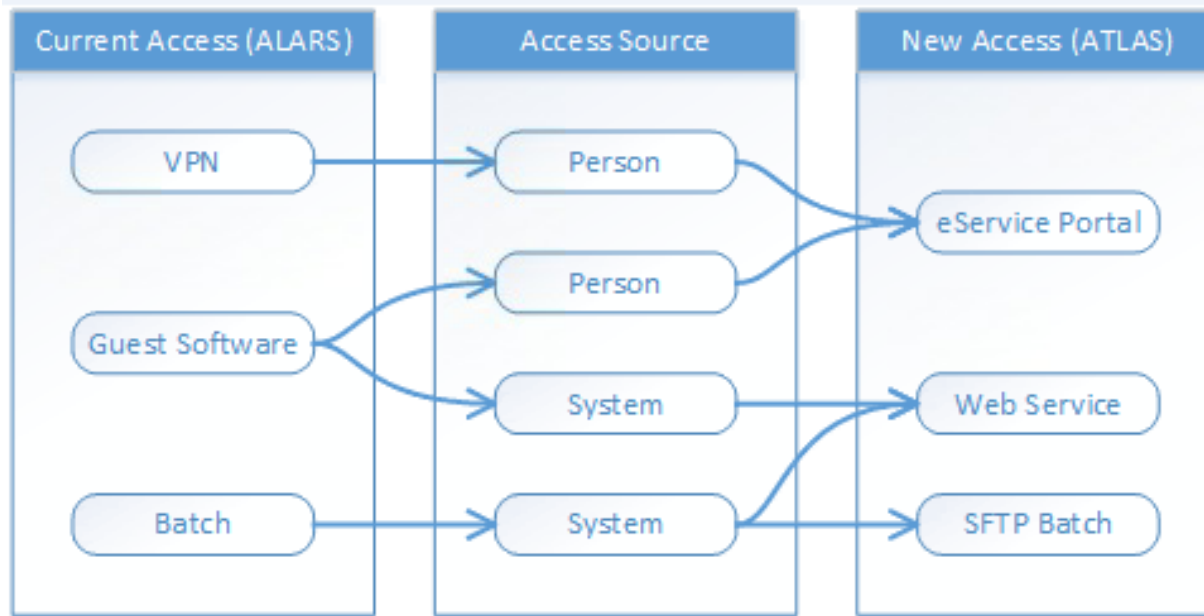 Current Access (ALARS)
Access Source
New Access (ATLAS)
VPN
Person
eService Portal
Person
Guest Software
System
Web Service
Batch
System
SFTP Batch